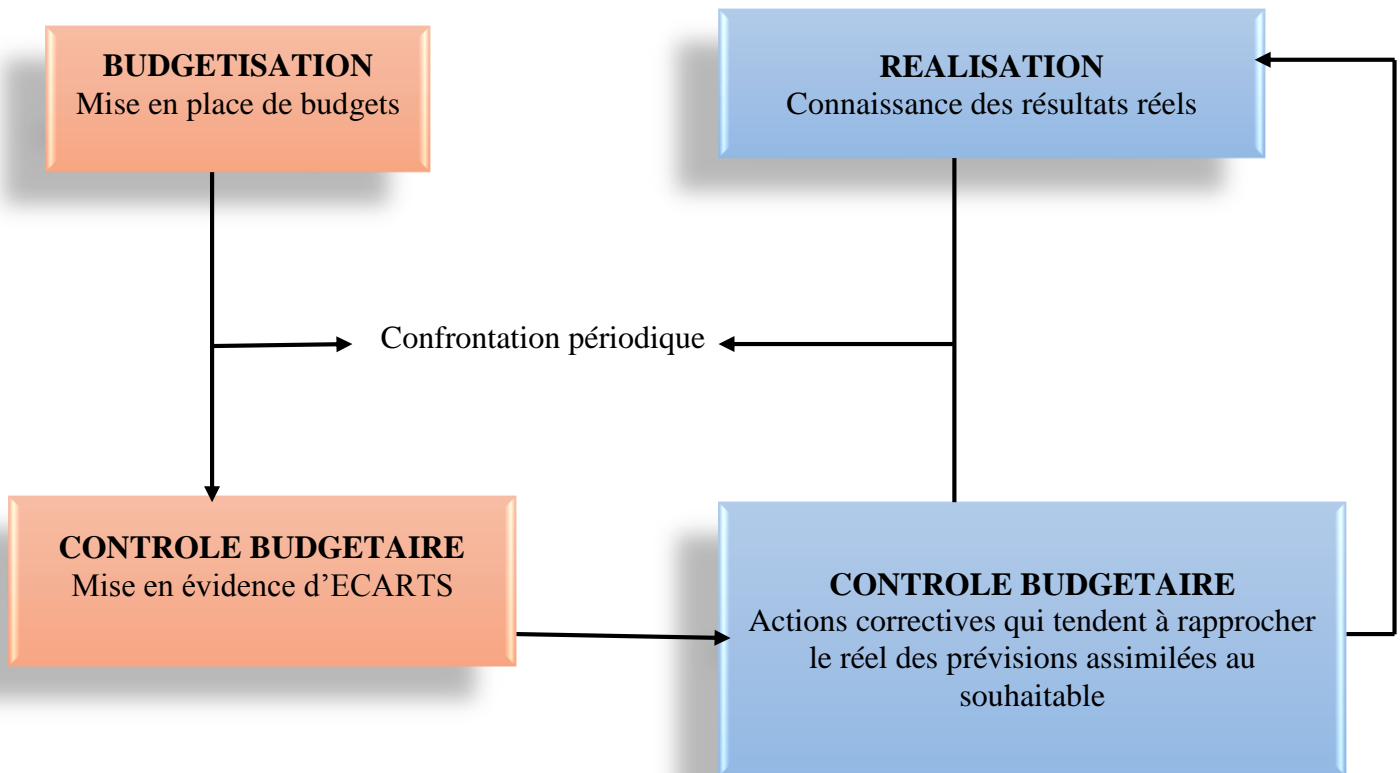 BUDGETISATION
Mise en place de budgets
REALISATION
Connaissance des résultats réels
Confrontation périodique
CONTROLE BUDGETAIRE
Mise en évidence d’ECARTS
CONTROLE BUDGETAIRE
Actions correctives qui tendent à rapprocher
le réel des prévisions assimilées au
souhaitable